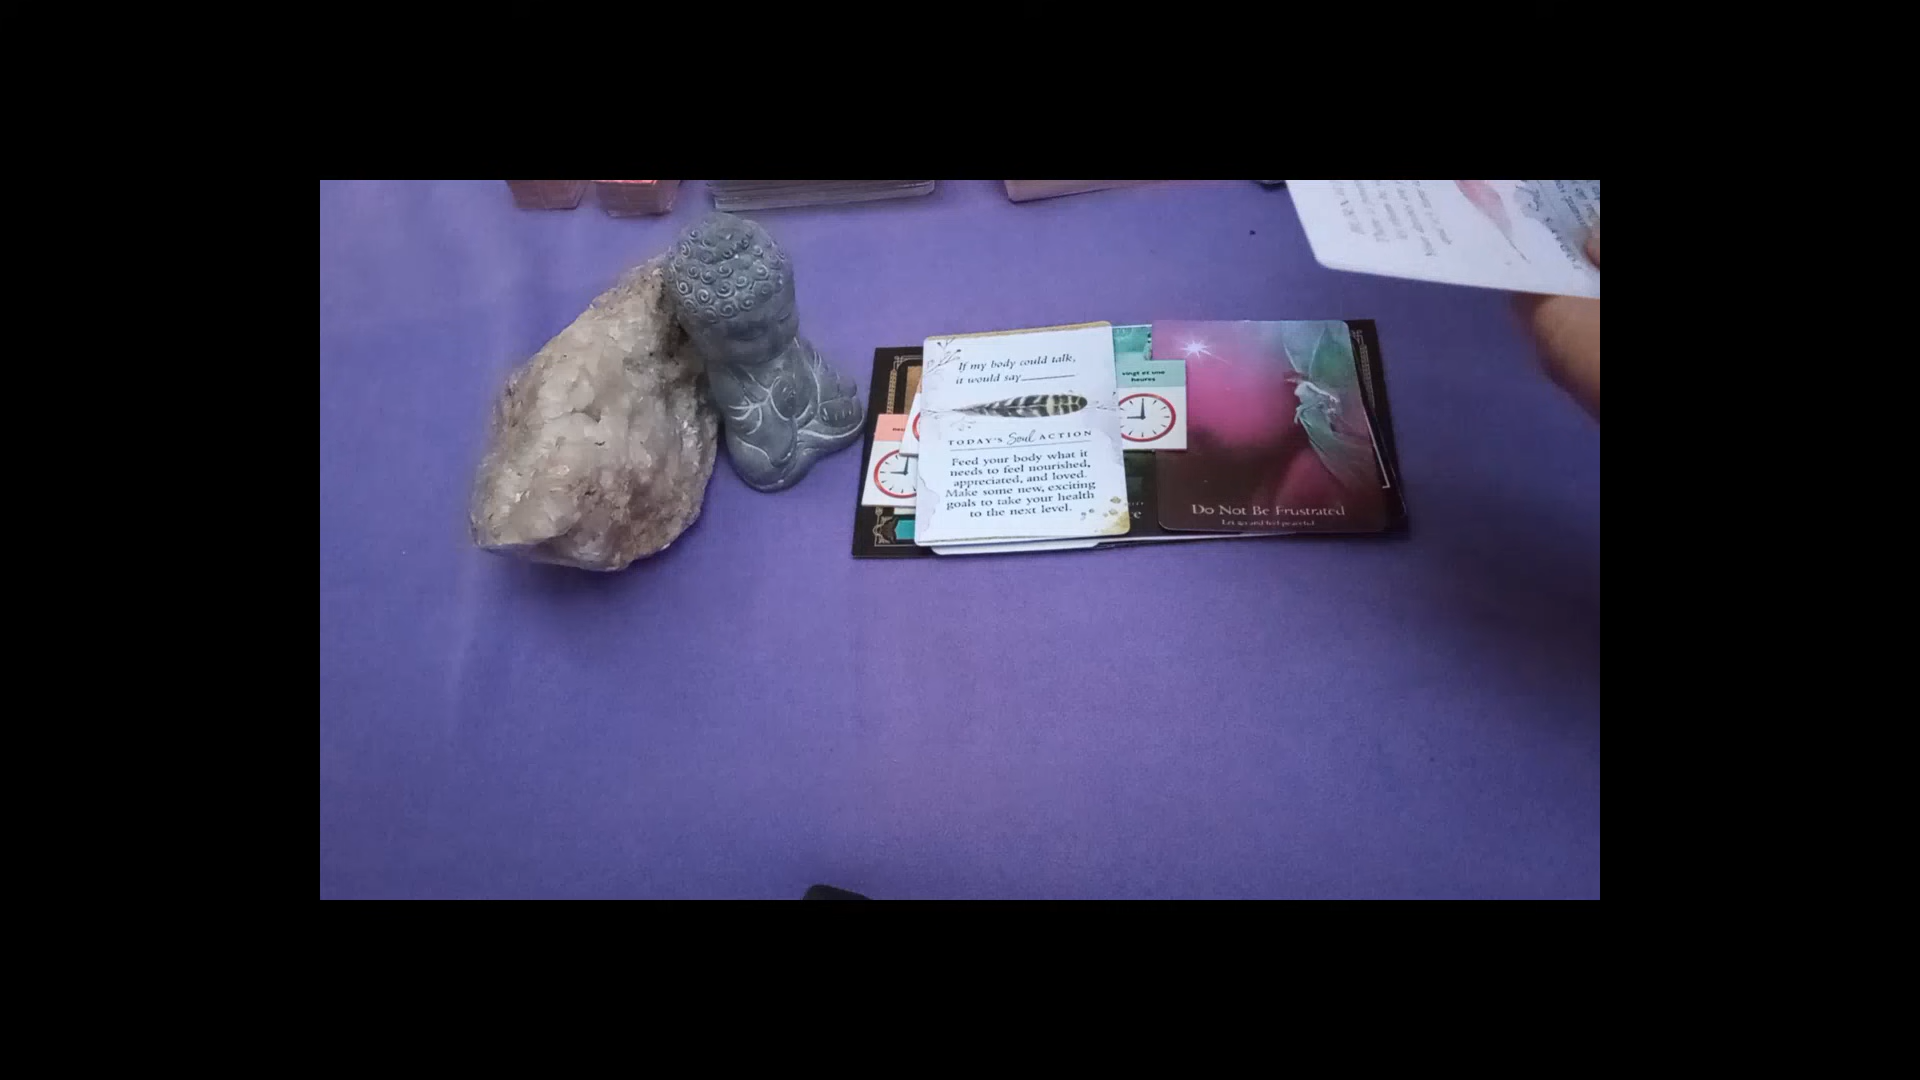 If my body could talk,
it would say
TODAY'S Soul ACTION
Feed your body what it
needs to feel nourished,
appreciated, and loved.
Make some new, exciting
goals to take your health
to the next level.
vingt et une
heures
Do Not Be Frustrated
Let go and feel peaceful